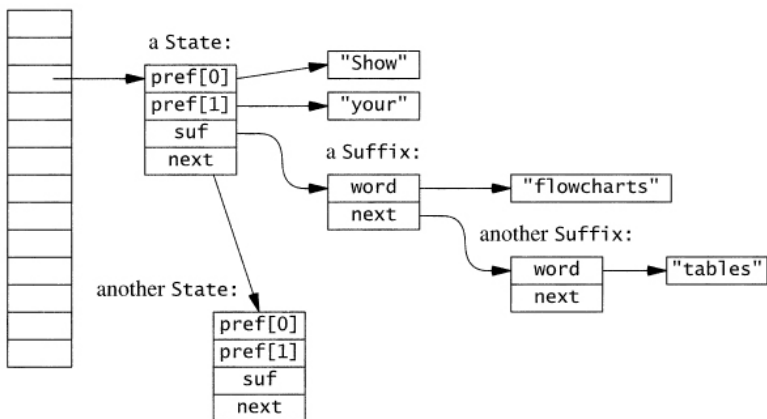 a State:
pref[0]
pref[1]
suf
next
"Show"
"your"
a Suffix:
word
next
"flowcharts"
another Suffix:
word
next
"tables"
another State:
pref[0]
pref[1]
suf
next